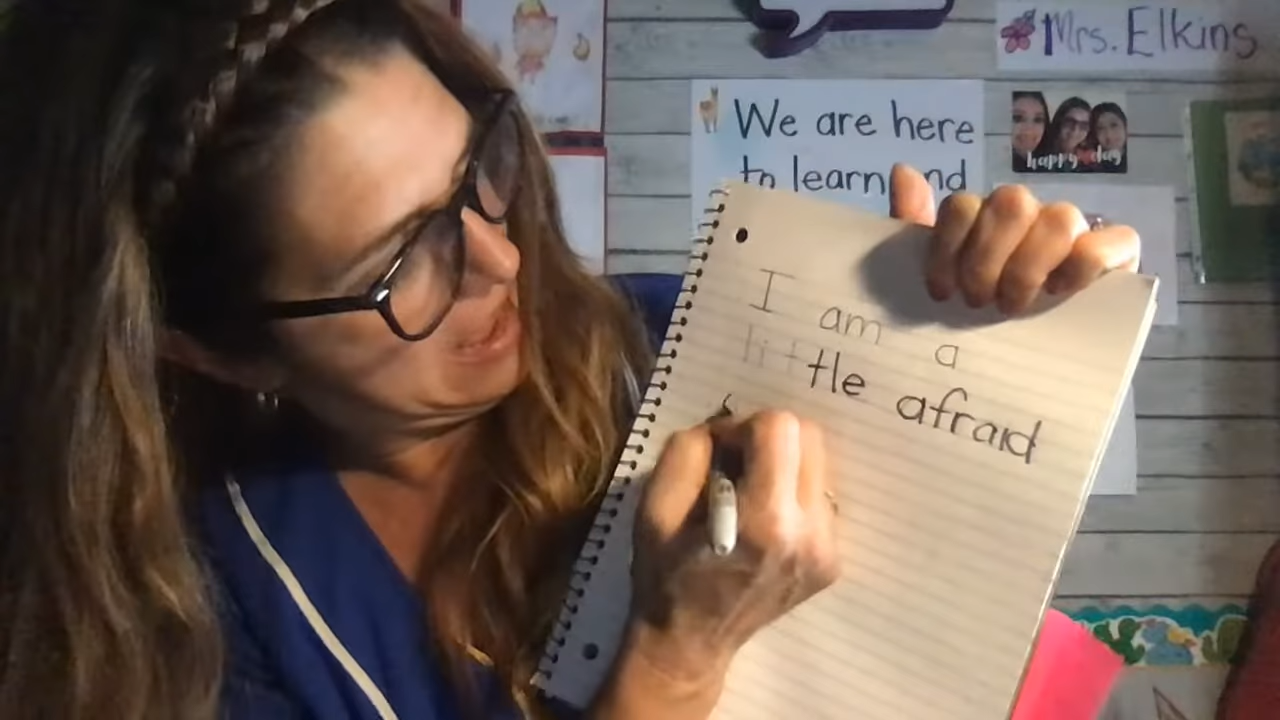 Mrs. Elkins
We are here
to learn and
happy day
I am a
little afraid